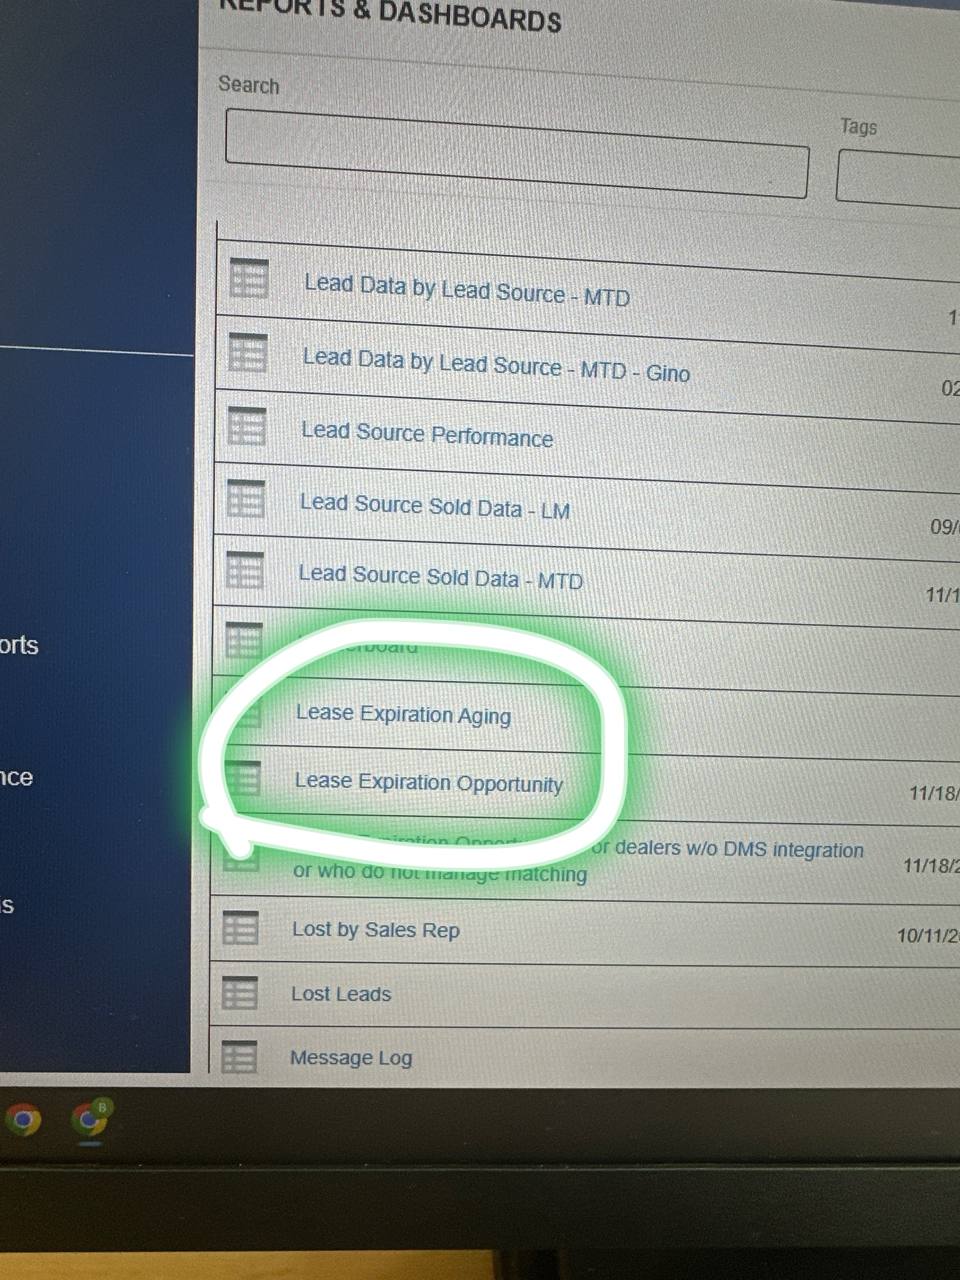 REPORTS & DASHBOARDS
Search
Tags
Lead Data by Lead Source - MTD
1
Lead Data by Lead Source - MTD - Gino
02
Lead Source Performance
Lead Source Sold Data - LM
09/
Lead Source Sold Data - MTD
11/1
orts
Lease Expiration Aging
nce
Lease Expiration Opportunity
11/18/
or dealers w/o DMS integration
or who do not manage matching
11/18/2
s
Lost by Sales Rep
10/11/2
Lost Leads
Message Log
B